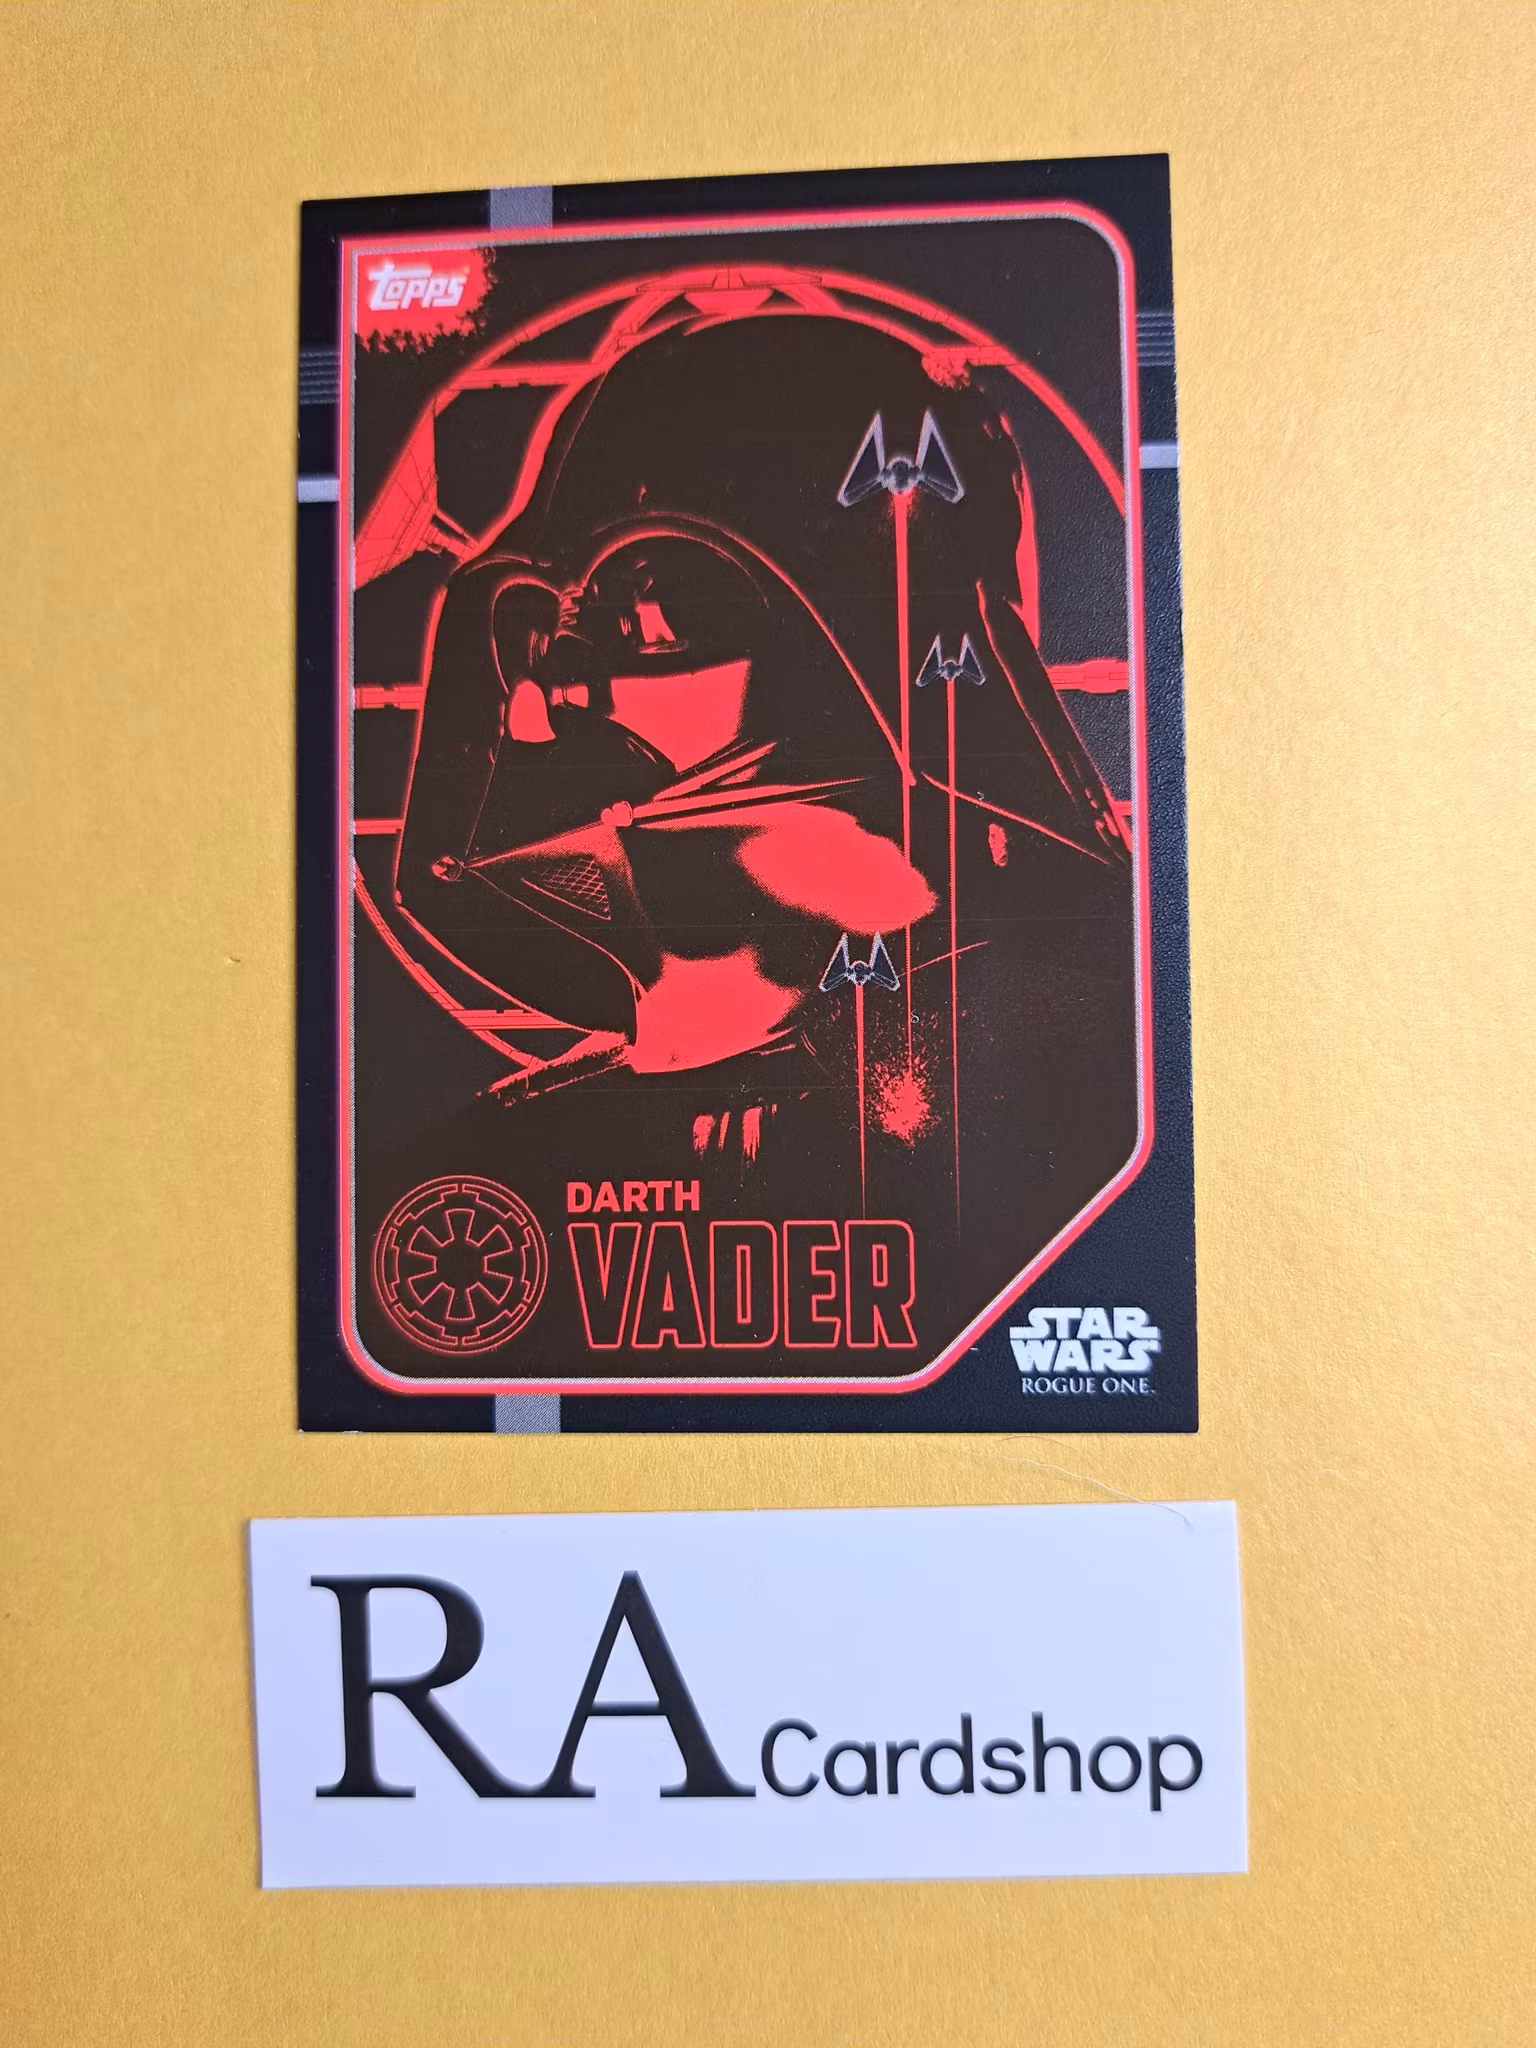 Topps
DARTH
VADER
STAR
WARS
ROGUE ONE
RA Cardshop